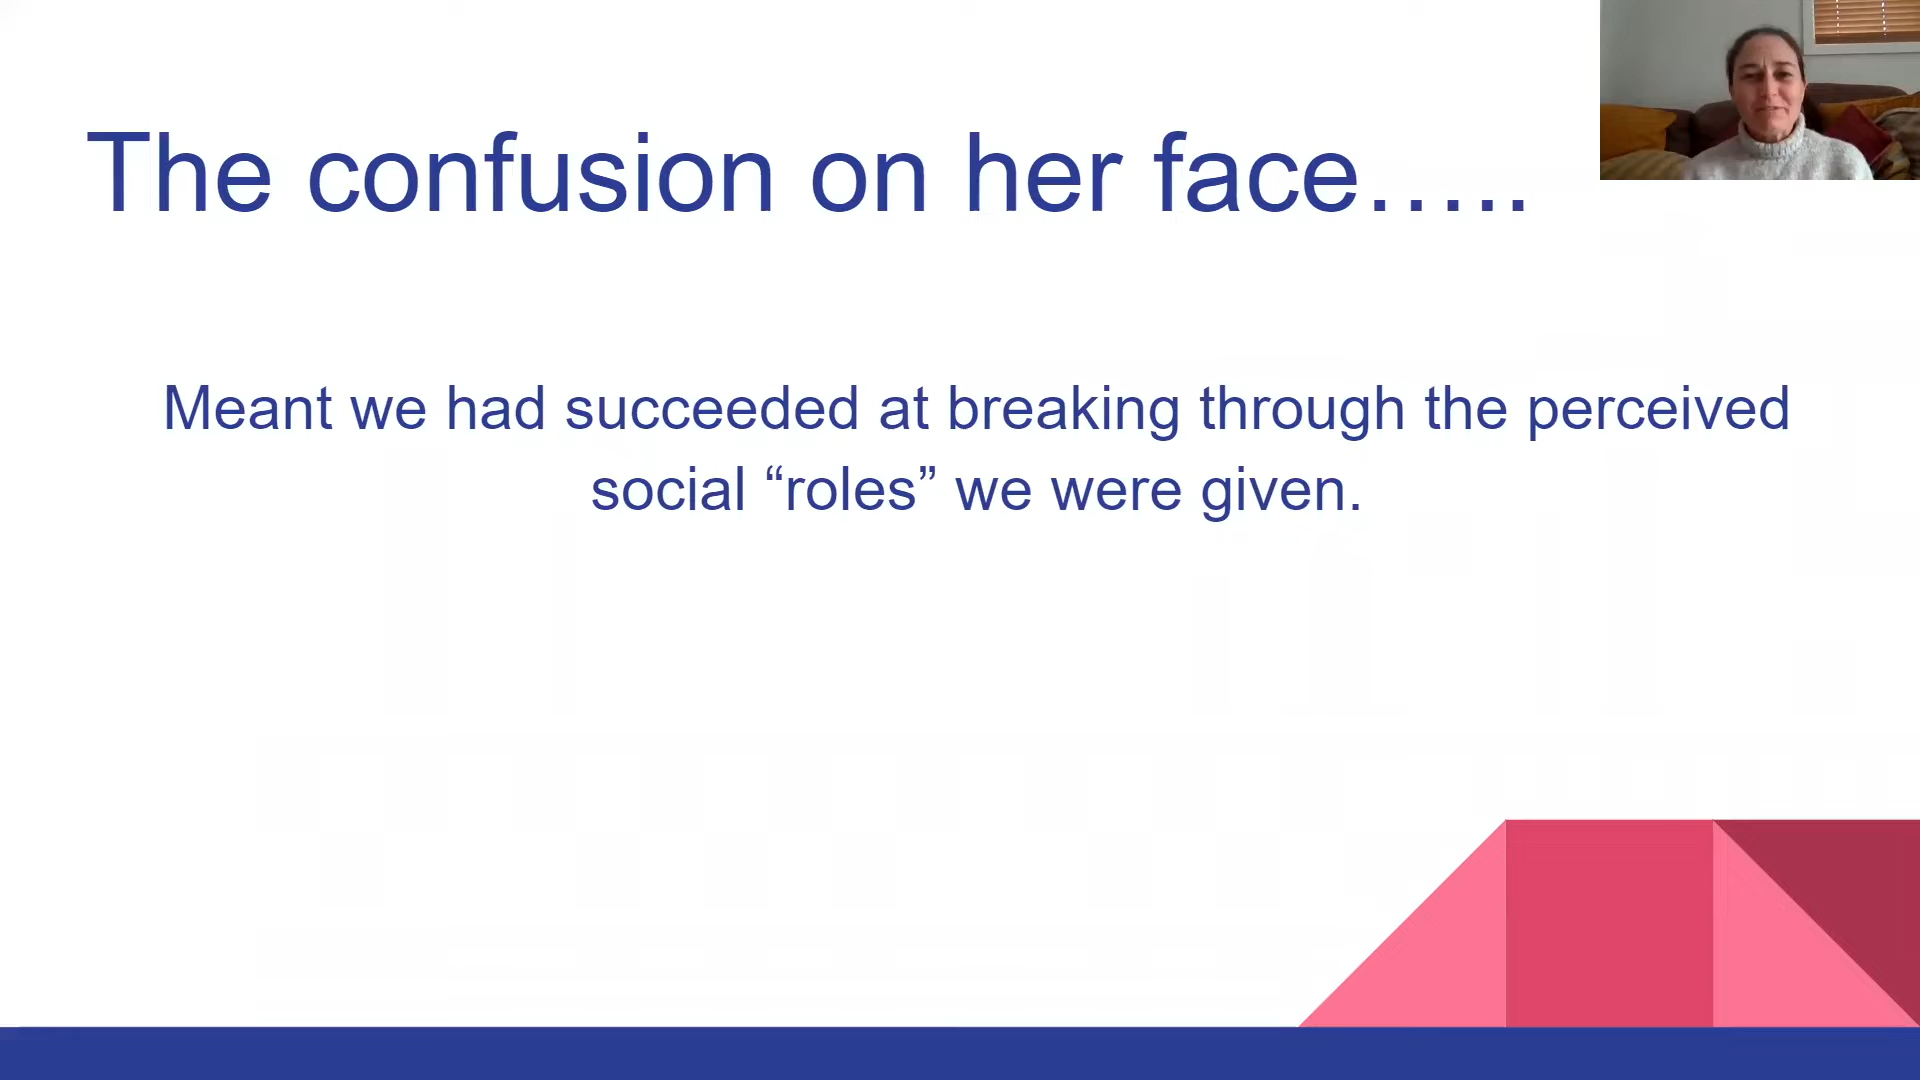 The confusion on her face…..
Meant we had succeeded at breaking through the perceived
social “roles” we were given.